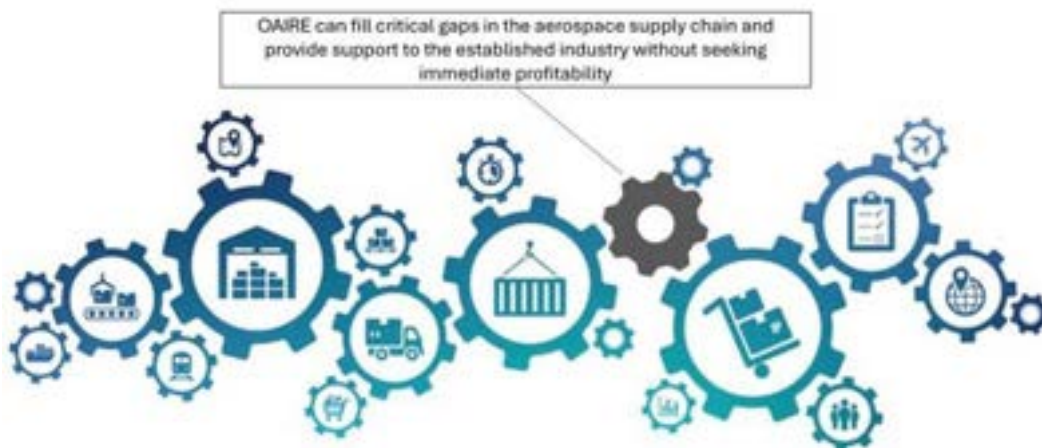 OAIRE can fill critical gaps in the aerospace supply chain and
provide support to the established industry without seeking
immediate profitability